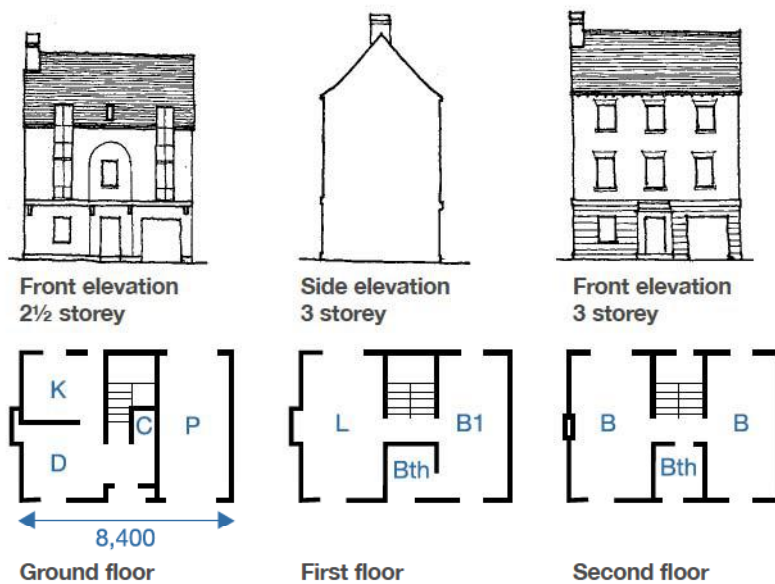 Front elevation
2½ storey
Side elevation
3 storey
Front elevation
3 storey
K
C
P
D
L
B1
Bth
B
B
Bth
8,400
Ground floor
First floor
Second floor